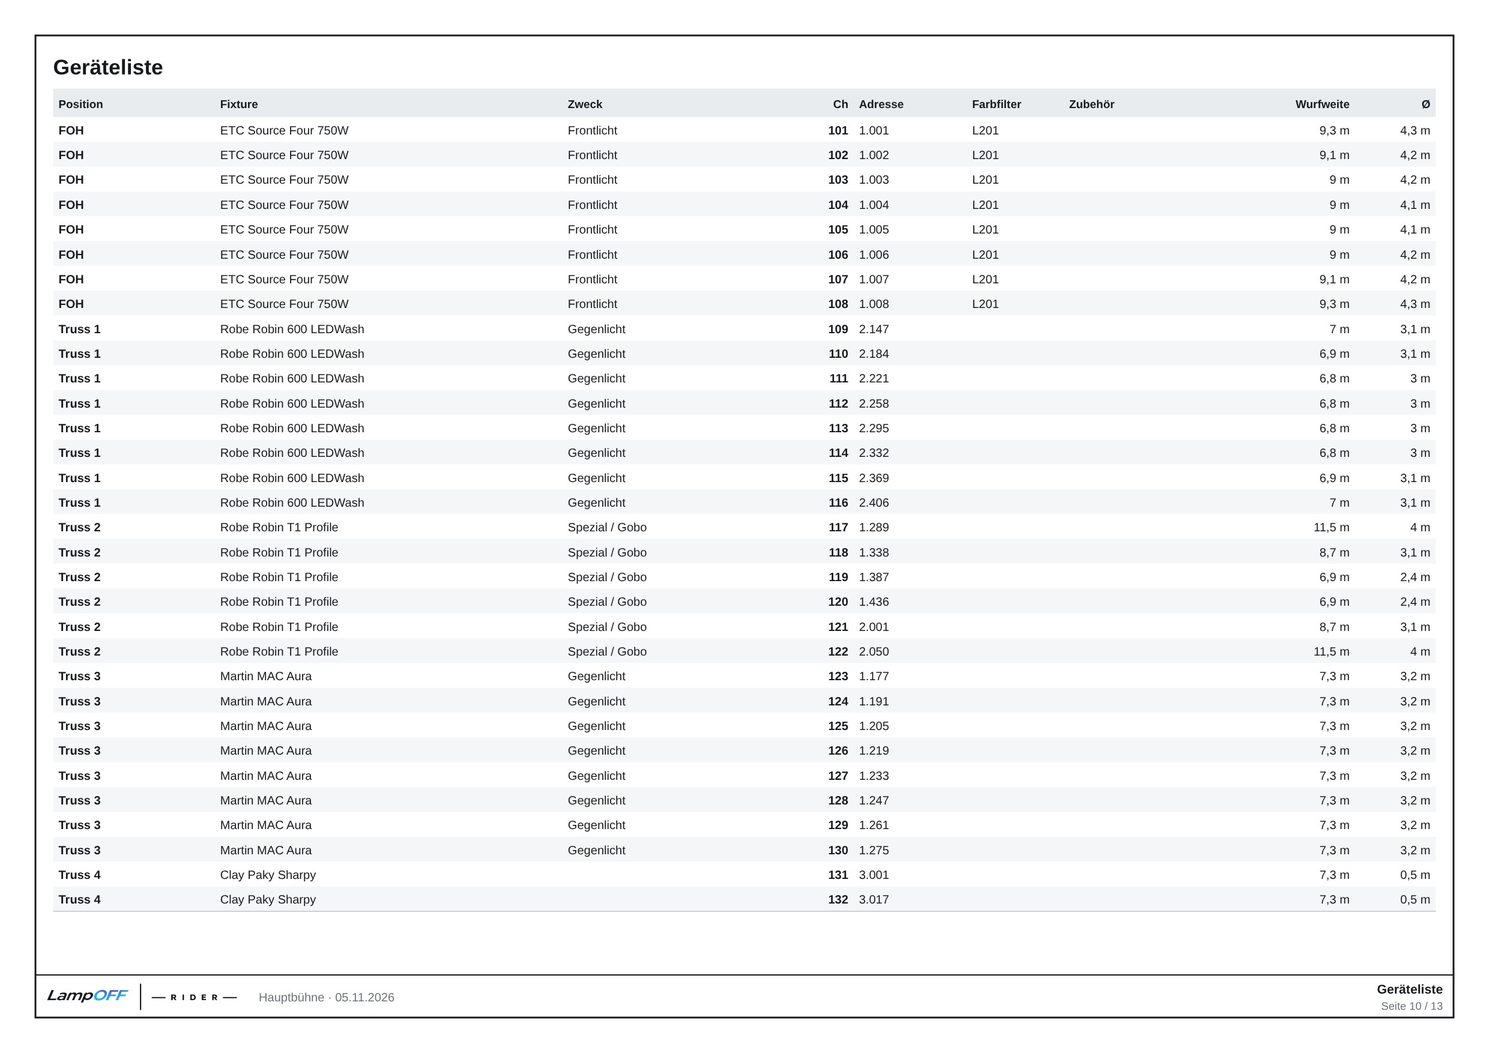 Geräteliste
Position Fixture Zweck Ch Adresse Farbfilter Zubehör Wurfweite Ø
FOH ETC Source Four 750W Frontlicht 101 1.001 L201 9,3 m 4,3 m
FOH ETC Source Four 750W Frontlicht 102 1.002 L201 9,1 m 4,2 m
FOH ETC Source Four 750W Frontlicht 103 1.003 L201 9 m 4,2 m
FOH ETC Source Four 750W Frontlicht 104 1.004 L201 9 m 4,1 m
FOH ETC Source Four 750W Frontlicht 105 1.005 L201 9 m 4,1 m
FOH ETC Source Four 750W Frontlicht 106 1.006 L201 9 m 4,2 m
FOH ETC Source Four 750W Frontlicht 107 1.007 L201 9,1 m 4,2 m
FOH ETC Source Four 750W Frontlicht 108 1.008 L201 9,3 m 4,3 m
Truss 1 Robe Robin 600 LEDWash Gegenlicht 109 2.147 7 m 3,1 m
Truss 1 Robe Robin 600 LEDWash Gegenlicht 110 2.184 6,9 m 3,1 m
Truss 1 Robe Robin 600 LEDWash Gegenlicht 111 2.221 6,8 m 3 m
Truss 1 Robe Robin 600 LEDWash Gegenlicht 112 2.258 6,8 m 3 m
Truss 1 Robe Robin 600 LEDWash Gegenlicht 113 2.295 6,8 m 3 m
Truss 1 Robe Robin 600 LEDWash Gegenlicht 114 2.332 6,8 m 3 m
Truss 1 Robe Robin 600 LEDWash Gegenlicht 115 2.369 6,9 m 3,1 m
Truss 1 Robe Robin 600 LEDWash Gegenlicht 116 2.406 7 m 3,1 m
Truss 2 Robe Robin T1 Profile Spezial / Gobo 117 1.289 11,5 m 4 m
Truss 2 Robe Robin T1 Profile Spezial / Gobo 118 1.338 8,7 m 3,1 m
Truss 2 Robe Robin T1 Profile Spezial / Gobo 119 1.387 6,9 m 2,4 m
Truss 2 Robe Robin T1 Profile Spezial / Gobo 120 1.436 6,9 m 2,4 m
Truss 2 Robe Robin T1 Profile Spezial / Gobo 121 2.001 8,7 m 3,1 m
Truss 2 Robe Robin T1 Profile Spezial / Gobo 122 2.050 11,5 m 4 m
Truss 3 Martin MAC Aura Gegenlicht 123 1.177 7,3 m 3,2 m
Truss 3 Martin MAC Aura Gegenlicht 124 1.191 7,3 m 3,2 m
Truss 3 Martin MAC Aura Gegenlicht 125 1.205 7,3 m 3,2 m
Truss 3 Martin MAC Aura Gegenlicht 126 1.219 7,3 m 3,2 m
Truss 3 Martin MAC Aura Gegenlicht 127 1.233 7,3 m 3,2 m
Truss 3 Martin MAC Aura Gegenlicht 128 1.247 7,3 m 3,2 m
Truss 3 Martin MAC Aura Gegenlicht 129 1.261 7,3 m 3,2 m
Truss 3 Martin MAC Aura Gegenlicht 130 1.275 7,3 m 3,2 m
Truss 4 Clay Paky Sharpy 131 3.001 7,3 m 0,5 m
Truss 4 Clay Paky Sharpy 132 3.017 7,3 m 0,5 m
LampOFF — RIDER — Hauptbühne · 05.11.2026 Geräteliste
Seite 10 / 13